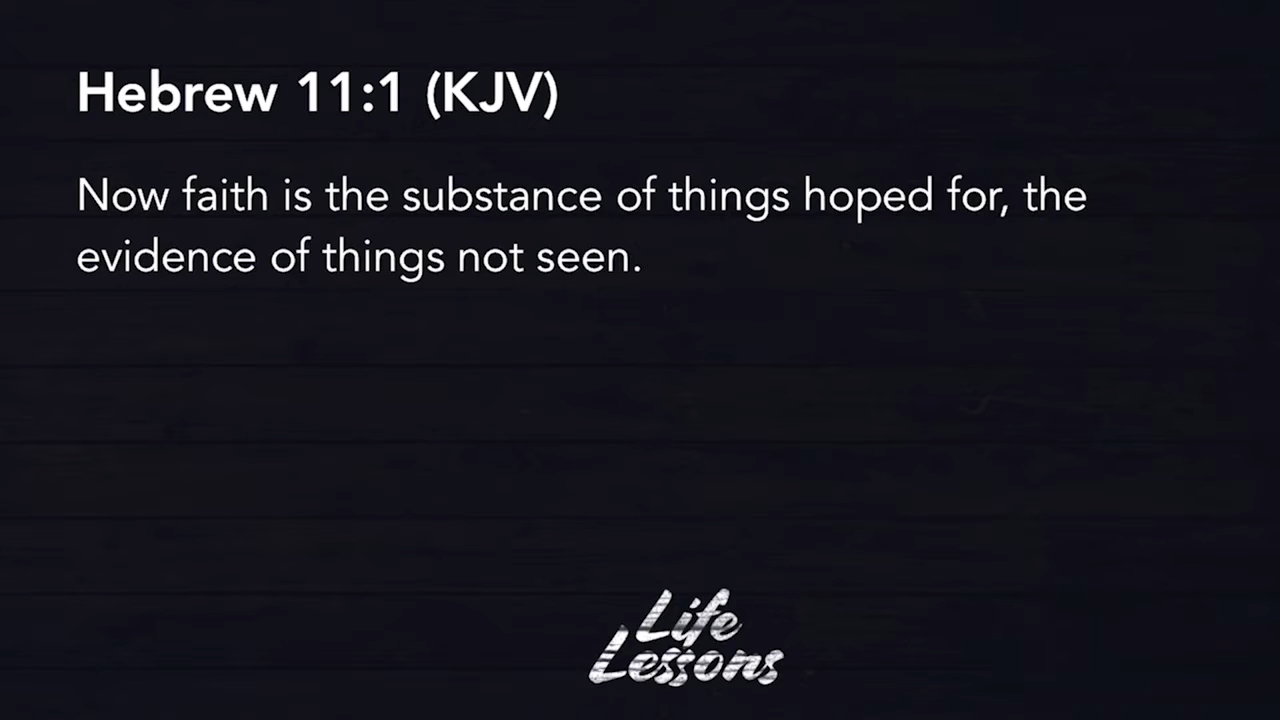 Hebrew 11:1 (KJV)
Now faith is the substance of things hoped for, the
evidence of things not seen.
Life
Lessons